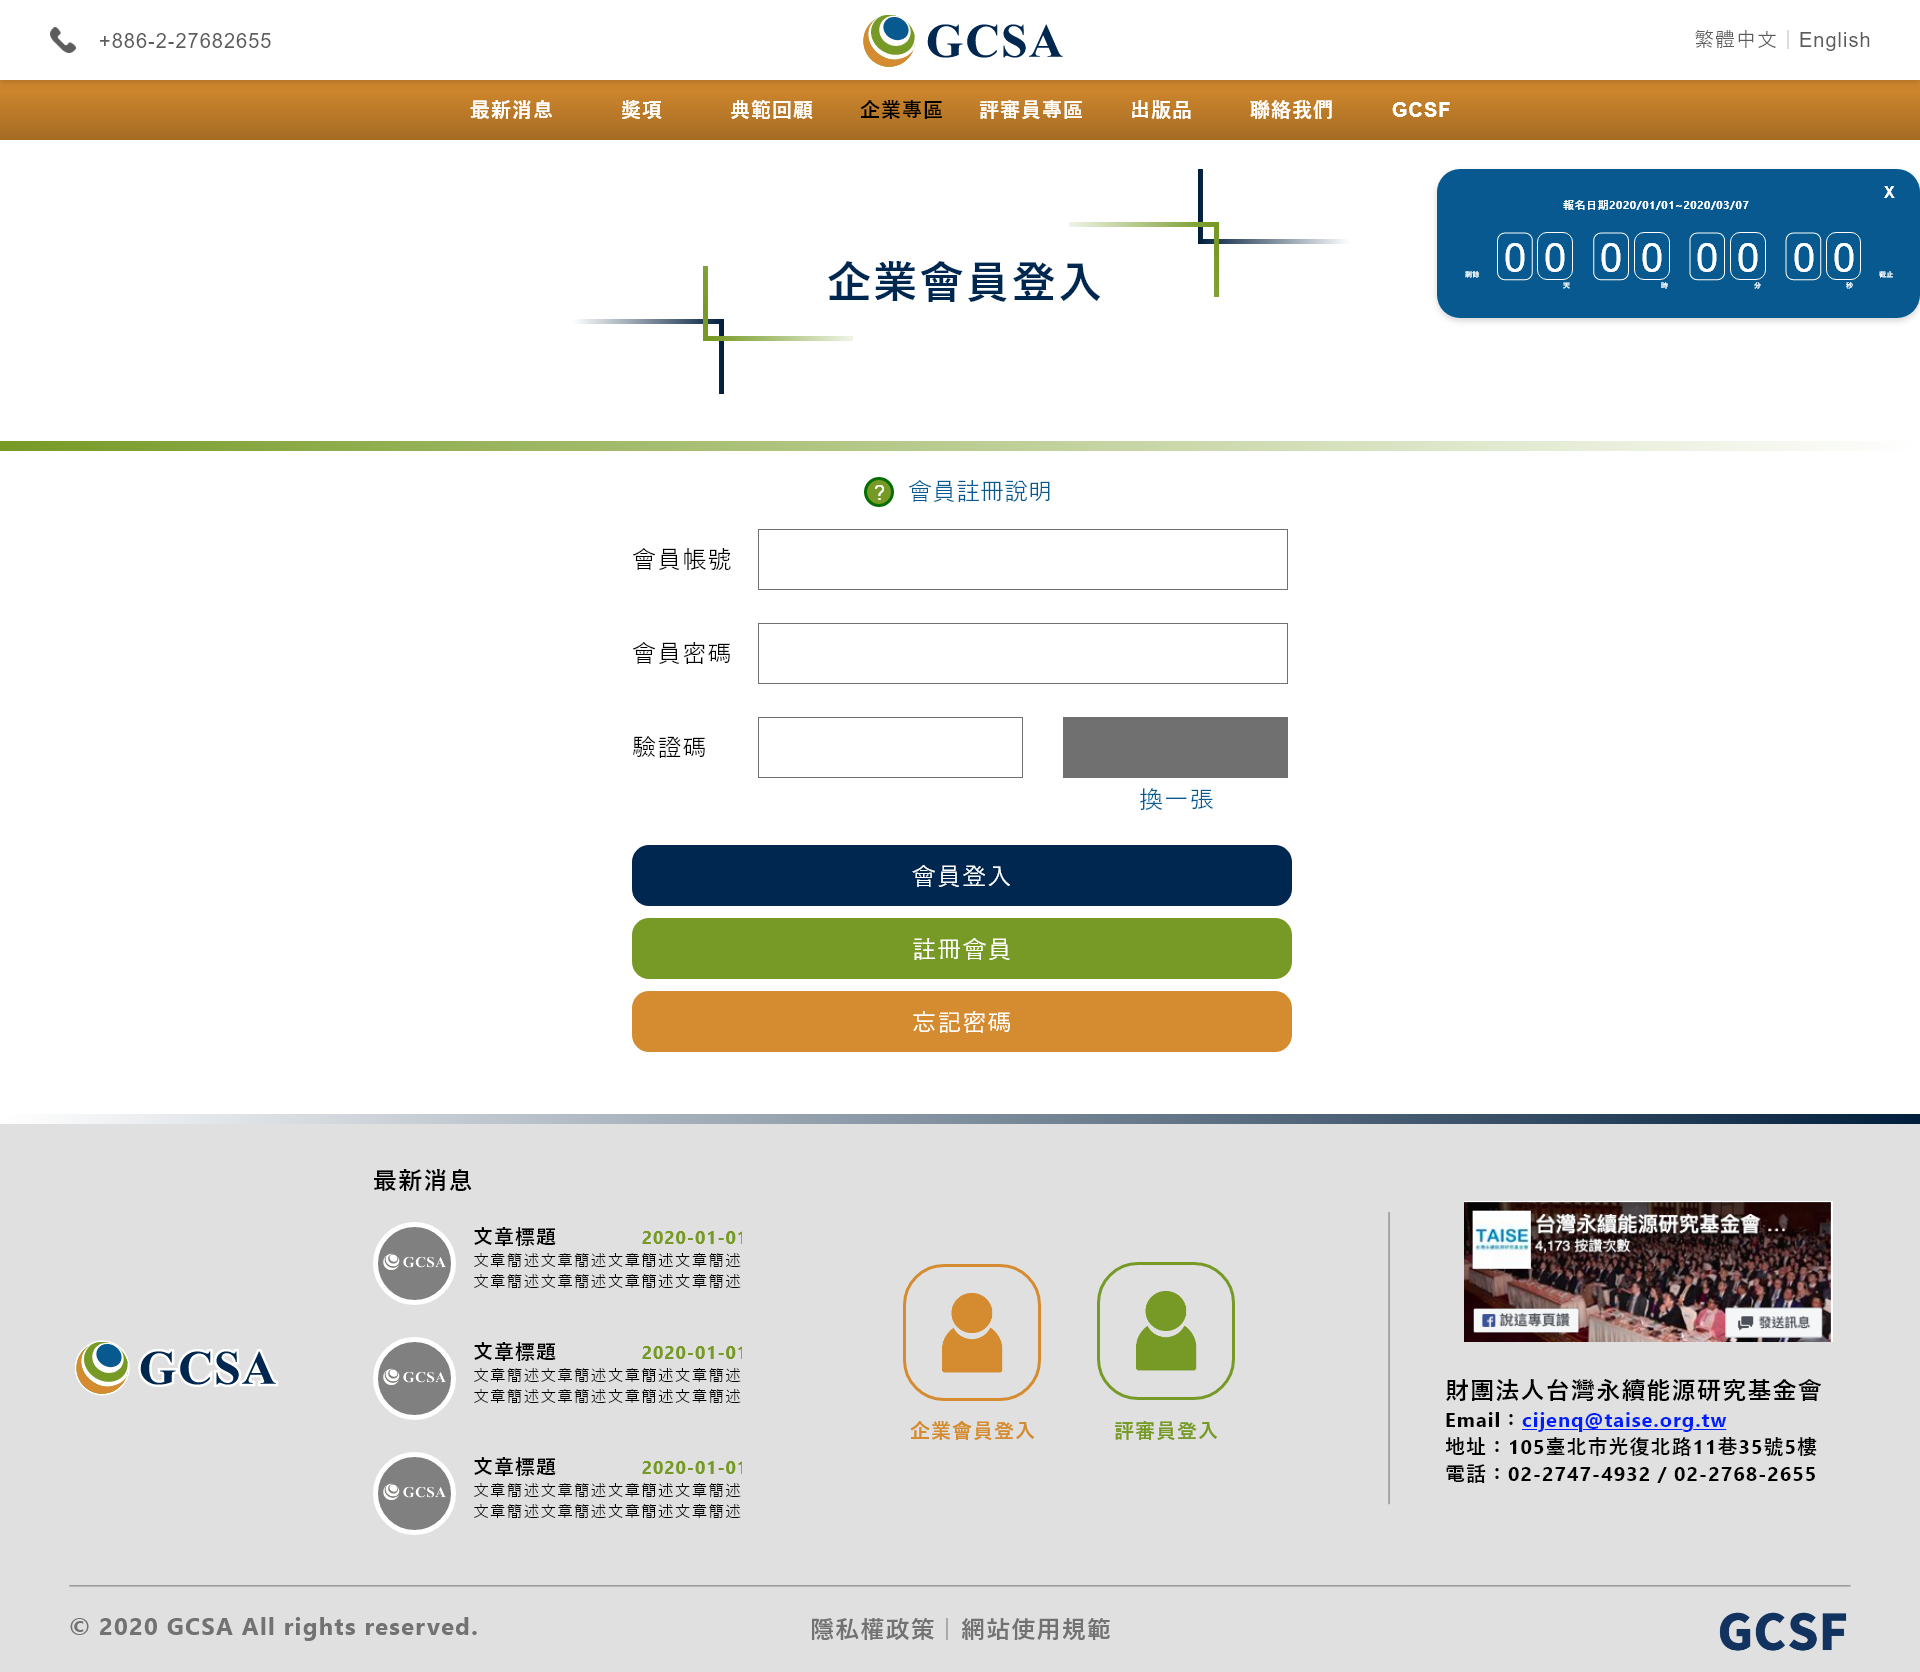 +886-2-27682655
GCSA
繁體中文 | English
最新消息 獎項 典範回顧 企業專區 評審員專區 出版品 聯絡我們 GCSF
X
報名日期2020/01/01~2020/03/07
剩餘 00 天 00 時 00 分 00 秒 截止
企業會員登入
? 會員註冊說明
會員帳號
會員密碼
驗證碼
換一張
會員登入
註冊會員
忘記密碼
最新消息
GCSA
文章標題 2020-01-01
文章簡述文章簡述文章簡述文章簡述
文章簡述文章簡述文章簡述文章簡述
GCSA
GCSA
文章標題 2020-01-01
文章簡述文章簡述文章簡述文章簡述
文章簡述文章簡述文章簡述文章簡述
GCSA
文章標題 2020-01-01
文章簡述文章簡述文章簡述文章簡述
文章簡述文章簡述文章簡述文章簡述
企業會員登入
評審員登入
TAISE
台灣永續能源研究基金會
台灣永續能源研究基金會 ...
4,173 按讚次數
說這專頁讚
發送訊息
財團法人台灣永續能源研究基金會
Email：cijenq@taise.org.tw
地址：105臺北市光復北路11巷35號5樓
電話：02-2747-4932 / 02-2768-2655
© 2020 GCSA All rights reserved.
隱私權政策 | 網站使用規範
GCSF